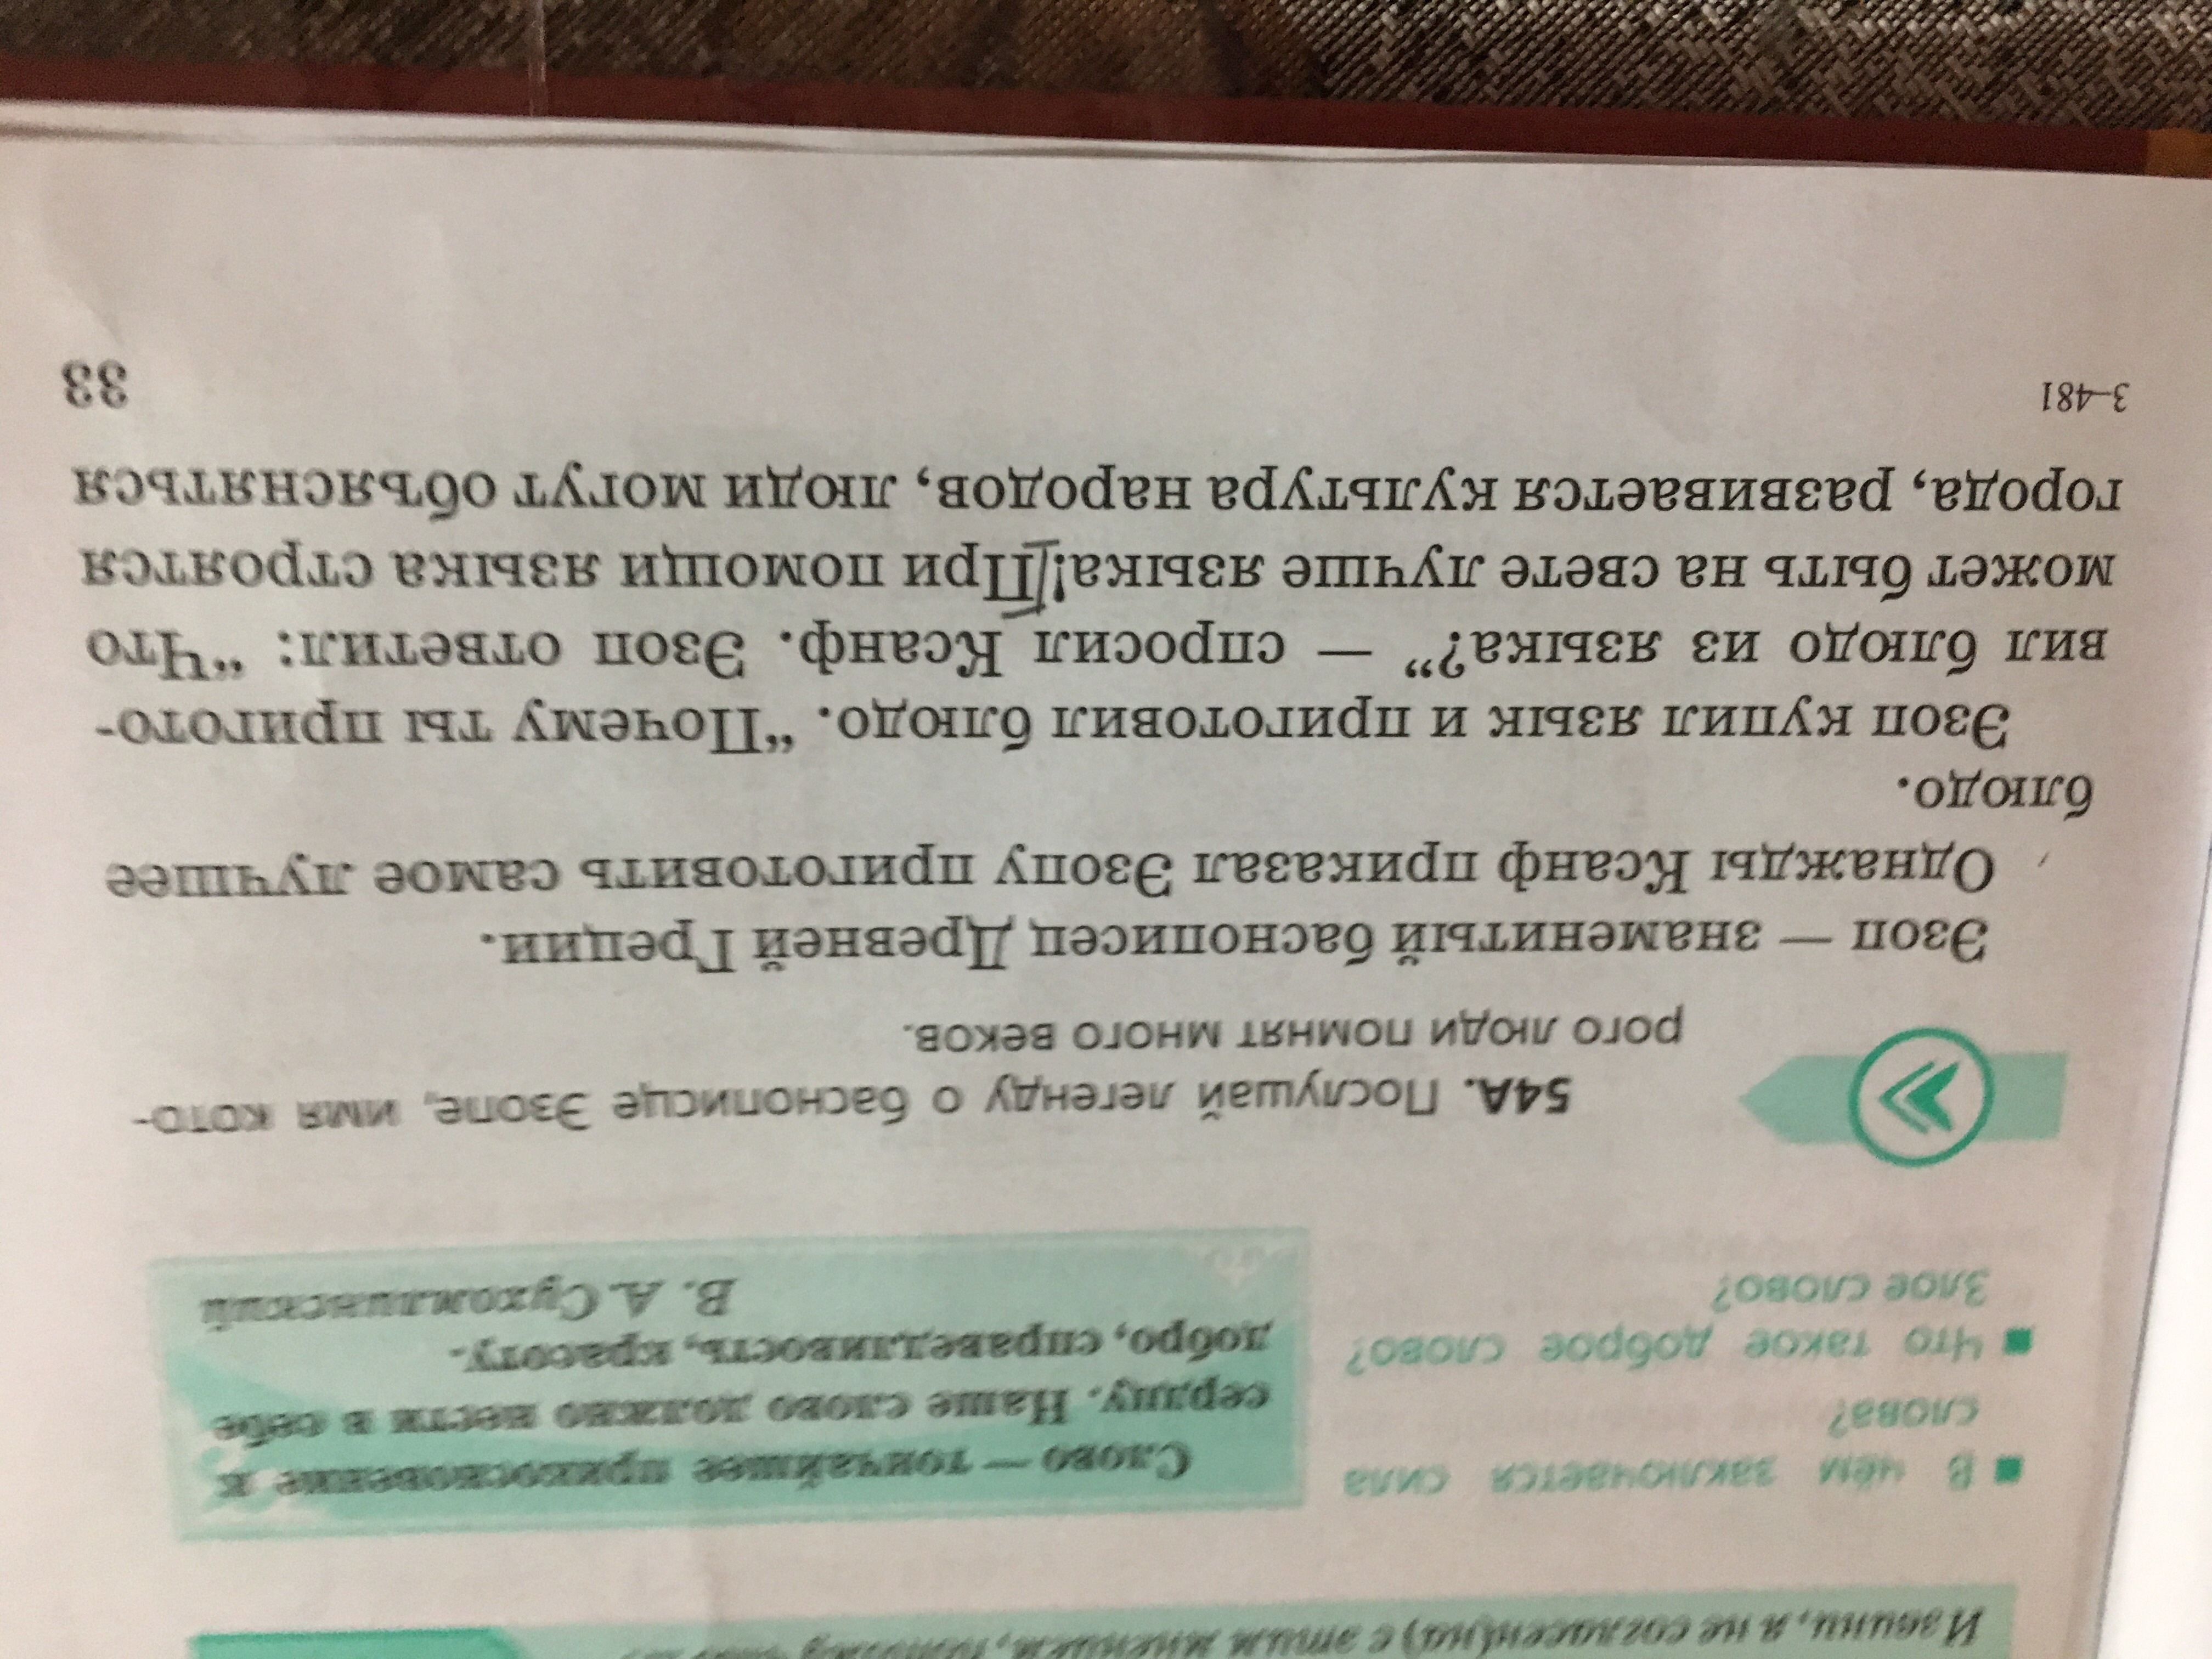 Извини, я не согласен(на) с этим мнением, потому что
В чём заключается сила
слова?
Что такое доброе слово?
Злое слово?
Слово — тончайшее прикосновение к
сердцу. Наше слово должно нести в себе
добро, справедливость, красоту.
В. А. Сухомлинский
54А. Послушай легенду о баснописце Эзопе, имя кото-
рого люди помнят много веков.
Эзоп — знаменитый баснописец Древней Греции.
Однажды Ксанф приказал Эзопу приготовить самое лучшее
блюдо.
Эзоп купил язык и приготовил блюдо. “Почему ты пригото-
вил блюдо из языка?” — спросил Ксанф. Эзоп ответил: “Что
может быть на свете лучше языка! При помощи языка строятся
города, развивается культура народов, люди могут объясняться
3–481
33